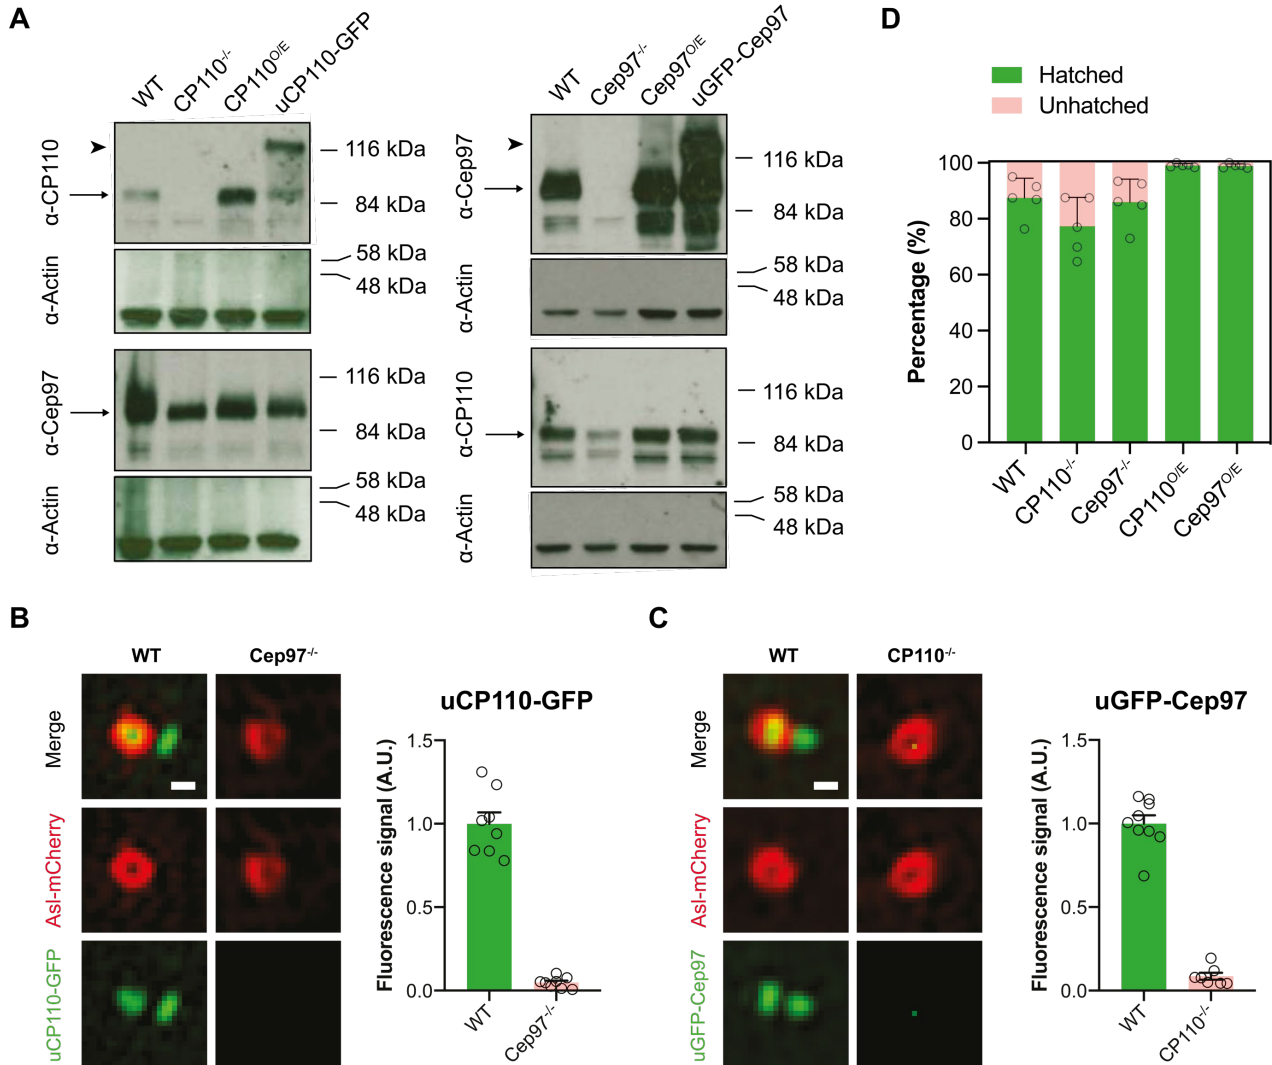 A
WT
CP110-/-
CP110O/E
uCP110-GFP
α-CP110
116 kDa
84 kDa
α-Actin
58 kDa
48 kDa
α-Cep97
116 kDa
84 kDa
α-Actin
58 kDa
48 kDa
WT
Cep97-/-
Cep97O/E
uGFP-Cep97
α-Cep97
116 kDa
84 kDa
α-Actin
58 kDa
48 kDa
α-CP110
116 kDa
84 kDa
α-Actin
58 kDa
48 kDa
D
Hatched
Unhatched
Percentage (%)
100
80
60
40
20
0
WT
CP110-/-
Cep97-/-
CP110O/E
Cep97O/E
B
WT
Cep97-/-
Merge
Asl-mCherry
uCP110-GFP
uCP110-GFP
Fluorescence signal (A.U.)
1.5
1.0
0.5
0.0
WT
Cep97-/-
C
WT
CP110-/-
Merge
Asl-mCherry
uGFP-Cep97
uGFP-Cep97
Fluorescence signal (A.U.)
1.5
1.0
0.5
0.0
WT
CP110-/-